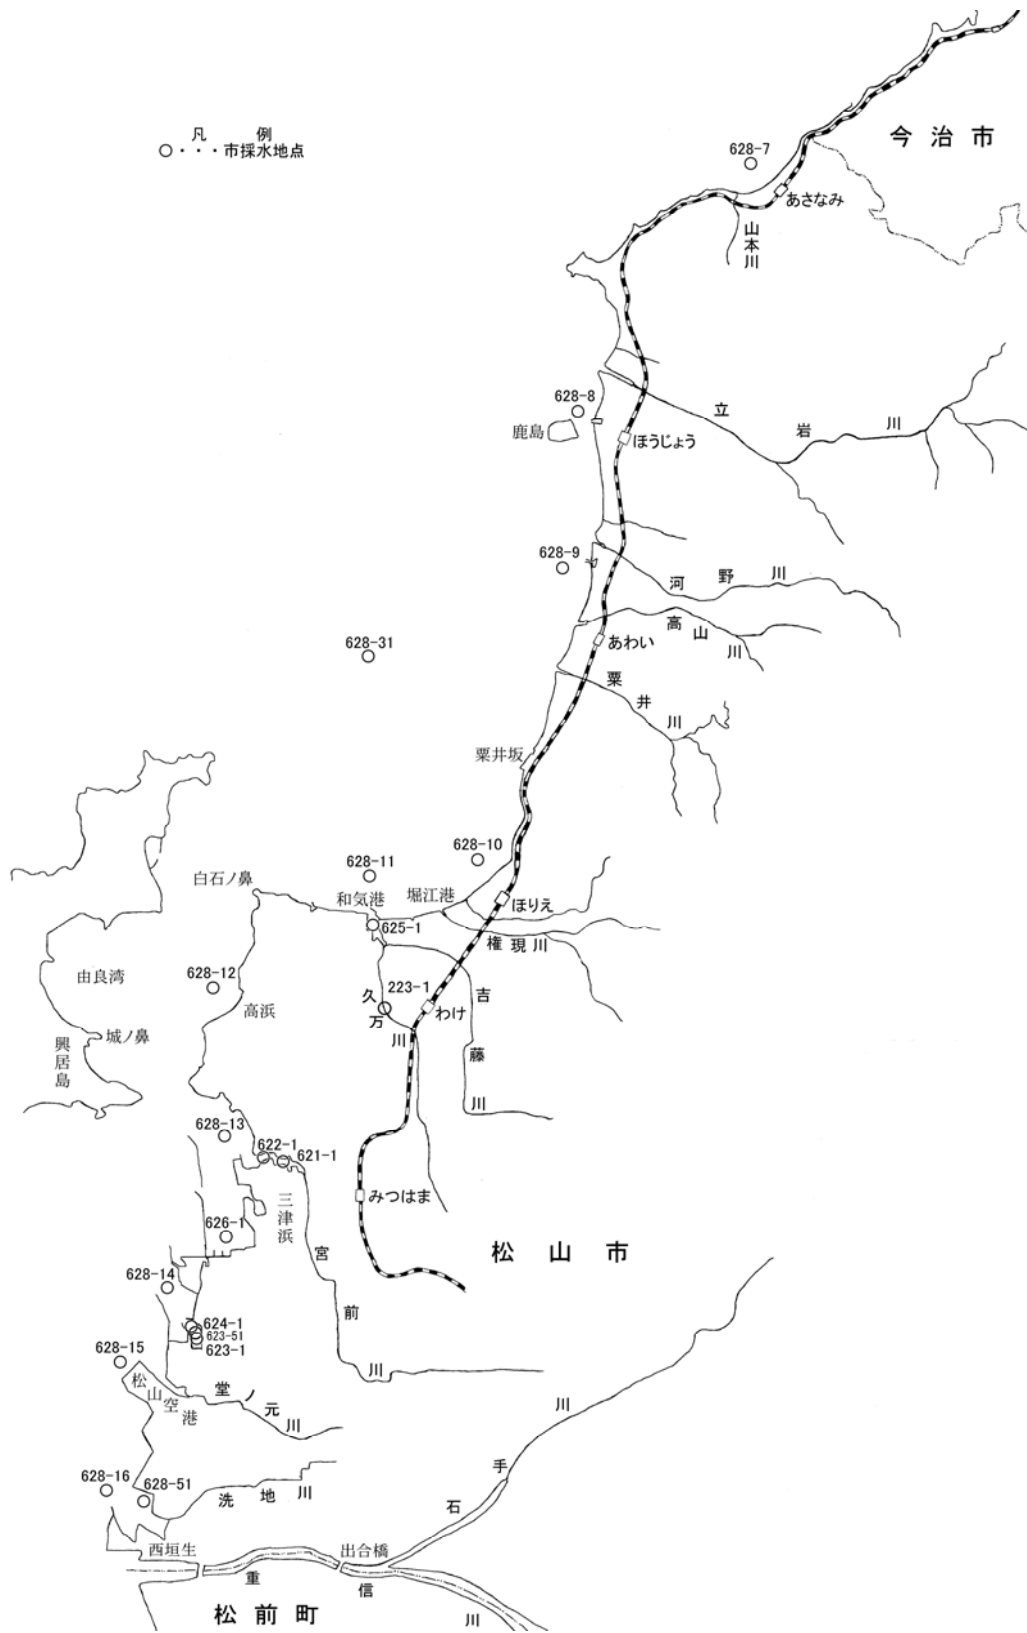 凡例
○・・・市採水地点
今治市
628-7
あさなみ
山本川
628-8
鹿島
ほうじょう
立岩川
628-9
河野川
高山川
あわい
628-31
粟井川
粟井坂
628-10
628-11
白石ノ鼻
和気港
堀江港
ほりえ
625-1
権現川
由良湾
628-12
高浜
久万川
223-1
わけ
吉藤川
城ノ鼻
興居島
628-13
622-1
621-1
みつはま
三津浜
626-1
松山市
宮前川
628-14
624-1
623-51
623-1
628-15
松山空港
堂ノ元川
石手川
628-16
628-51
洗地川
西垣生
出合橋
重信川
松前町